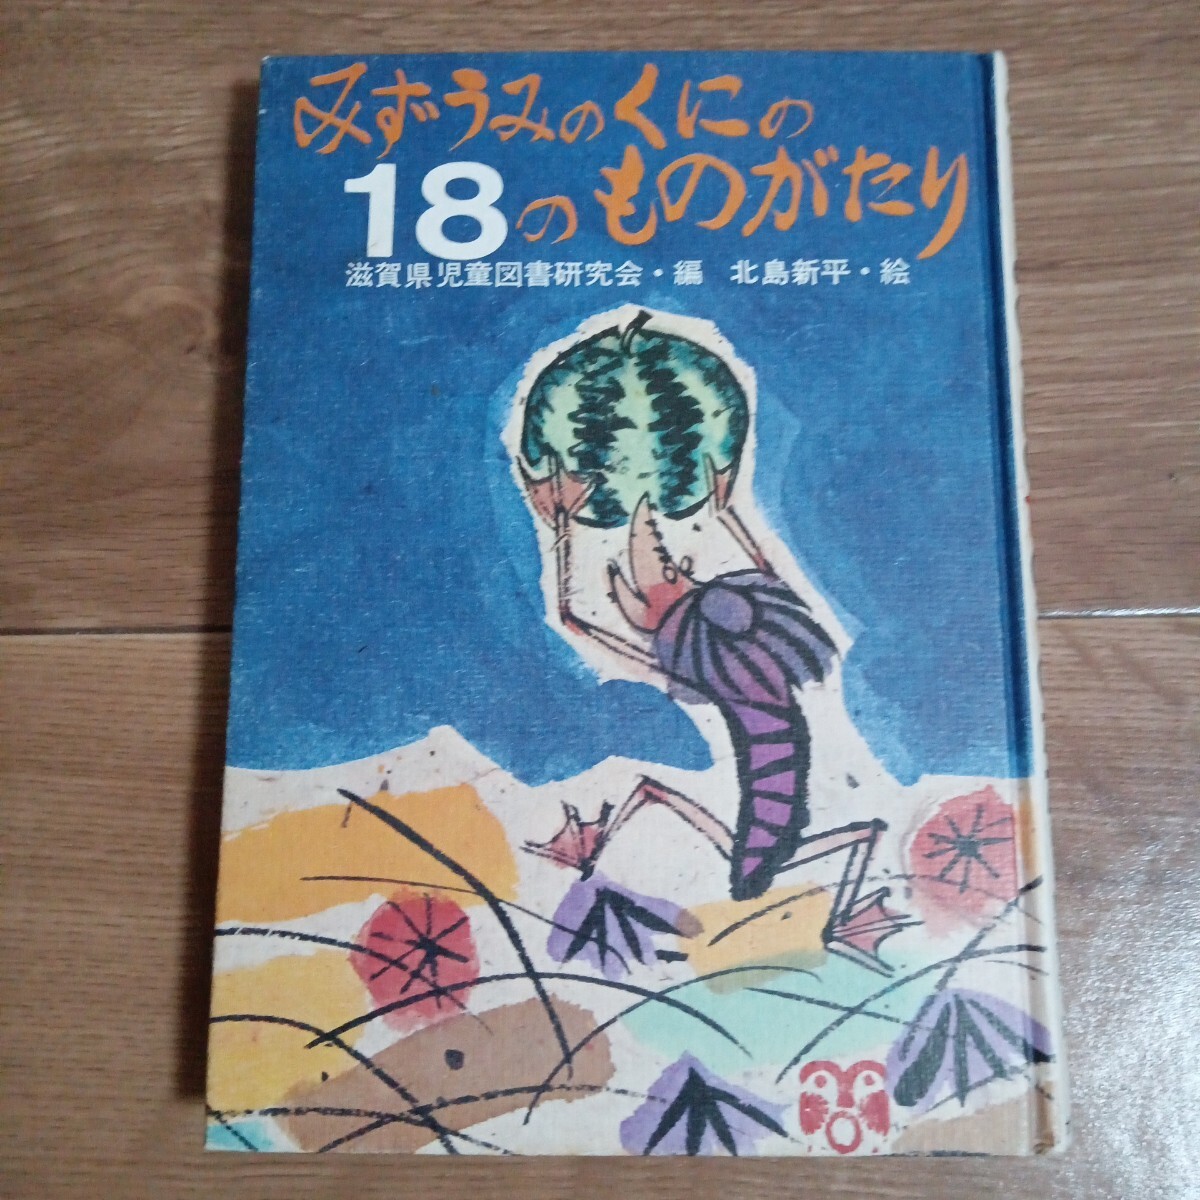 みずうみのくにの
18のものがたり
滋賀県児童図書研究会・編 北島新平・絵